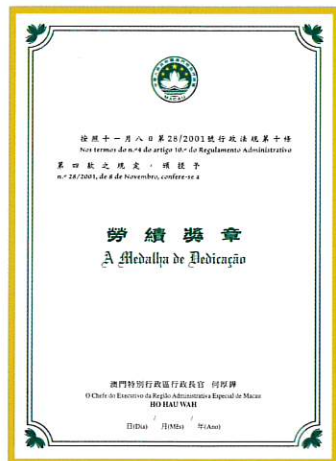 MACAU
按照十一月八日第28/2001號行政法規第十條
Nos termos do n.º4 do artigo 10.º do Regulamento Administrativo
第四款之規定，頒授予
n.º 28/2001, de 8 de Novembro, confere-se a
勞績獎章
A Medalha de Dedicação
澳門特別行政區行政長官 何厚鏵
O Chefe do Executivo da Região Administrativa Especial de Macau
HO HAU WAH
/ /
日(Dia) 月(Mês) 年(Ano)